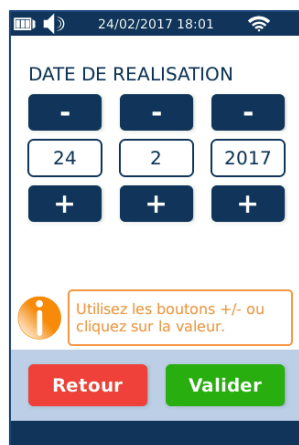 24/02/2017 18:01
DATE DE REALISATION
- - -
24 2 2017
+ + +
Utilisez les boutons +/- ou
cliquez sur la valeur.
Retour Valider